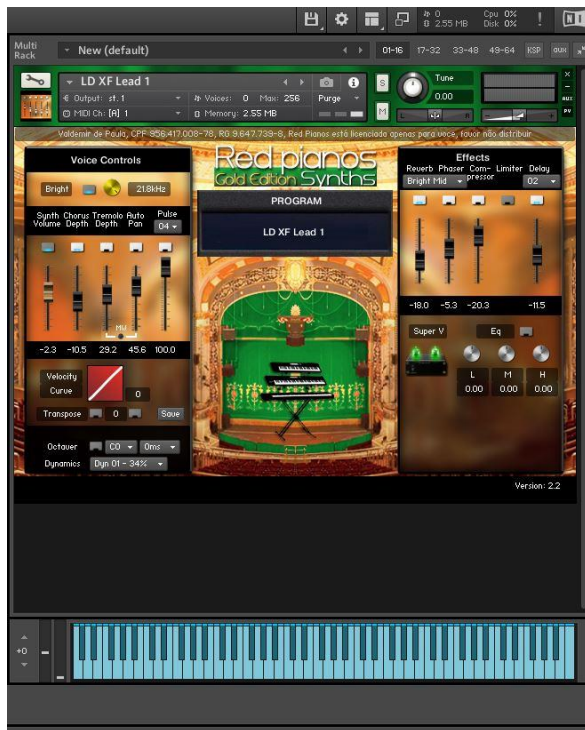 0 Cpu 0%
2.55 MB Disk 0%
!
Multi Rack
New (default)
01-16 17-32 33-48 49-64 KSP aux
LD XF Lead 1
Output: st.1 Voices: 0 Max: 256 Purge
MIDI Ch: [A] 1 Memory: 2.55 MB
S
M
Tune
0.00
L R
AUX
PV
Valdemir de Paula, CPF 956.417.008-78, RG 9.647.739-8, Red Pianos está licenciado apenas para você, favor não distribuir
Voice Controls
Bright 21.8kHz
Synth Volume
Chorus Depth
Tremolo Depth
Auto Pan
Pulse
04
MW
-2.3 -10.5 29.2 45.6 100.0
Velocity Curve
0
Transpose 0 Save
Octaver C0 0ms
Dynamics Dyn 01 - 34%
Red pianos
Gold Edition Synths
PROGRAM
LD XF Lead 1
Effects
Reverb Phaser Com-pressor Limiter Delay
Bright Mid 02
-18.0 -5.3 -20.3 -11.5
Super V Eq
L M H
0.00 0.00 0.00
Version: 2.2
+0